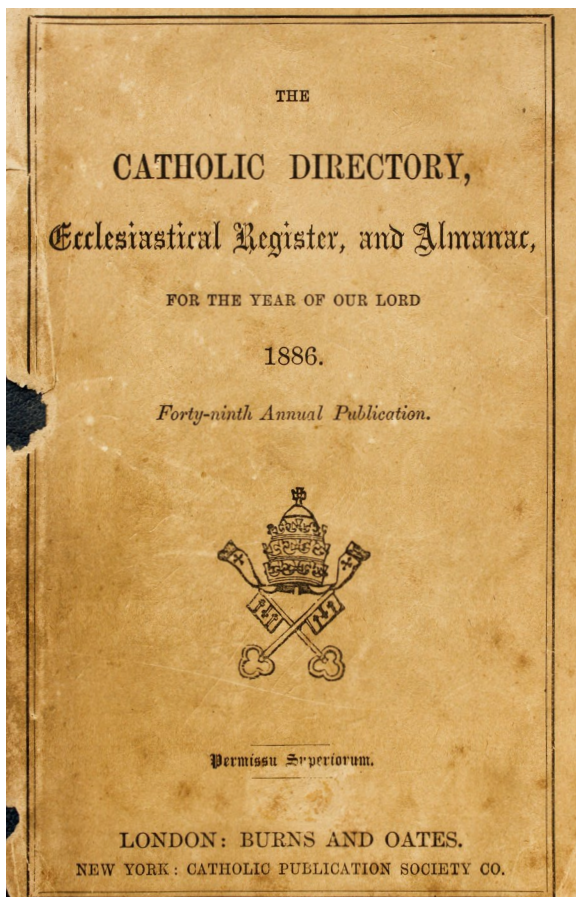 THE
CATHOLIC DIRECTORY,
Ecclesiastical Register, and Almanac,
FOR THE YEAR OF OUR LORD
1886.
Forty-ninth Annual Publication.
Permissu Superiorum.
LONDON: BURNS AND OATES.
NEW YORK: CATHOLIC PUBLICATION SOCIETY CO.